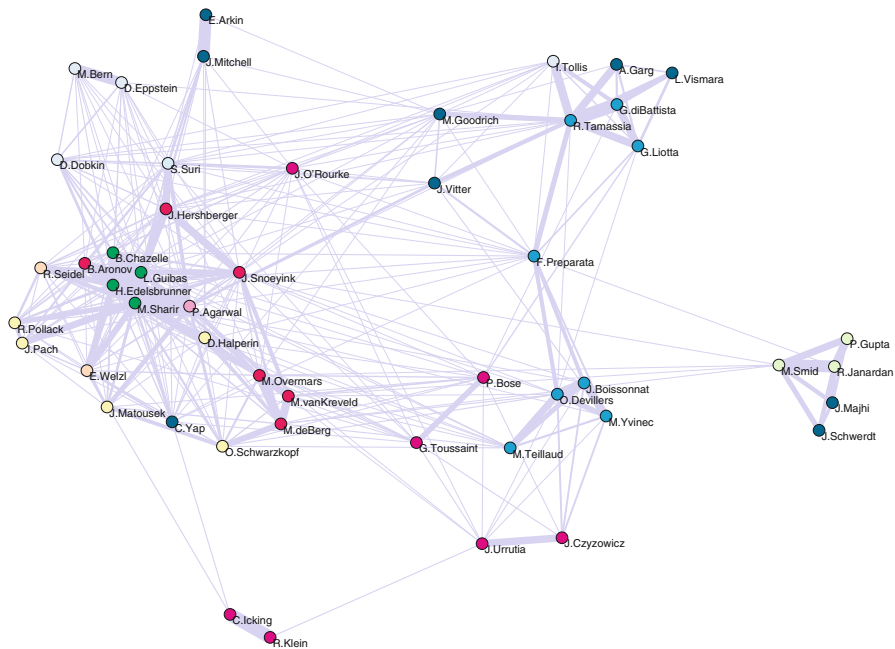 E.Arkin
J.Mitchell
I.Tollis
A.Garg
L.Vismara
M.Bern
D.Eppstein
G.diBattista
M.Goodrich
R.Tamassia
G.Liotta
D.Dobkin
S.Suri
J.O'Rourke
J.Vitter
J.Hershberger
B.Chazelle
F.Preparata
B.Aronov
R.Seidel
L.Guibas
J.Snoeyink
H.Edelsbrunner
M.Sharir
P.Agarwal
R.Pollack
D.Halperin
J.Pach
P.Gupta
M.Smid
R.Janardan
E.Welzl
M.Overmars
P.Bose
J.Boissonnat
O.Devillers
M.vanKreveld
J.Majhi
J.Matousek
C.Yap
M.deBerg
M.Yvinec
J.Schwerdt
O.Schwarzkopf
G.Toussaint
M.Teillaud
J.Urrutia
J.Czyzowicz
C.Icking
R.Klein